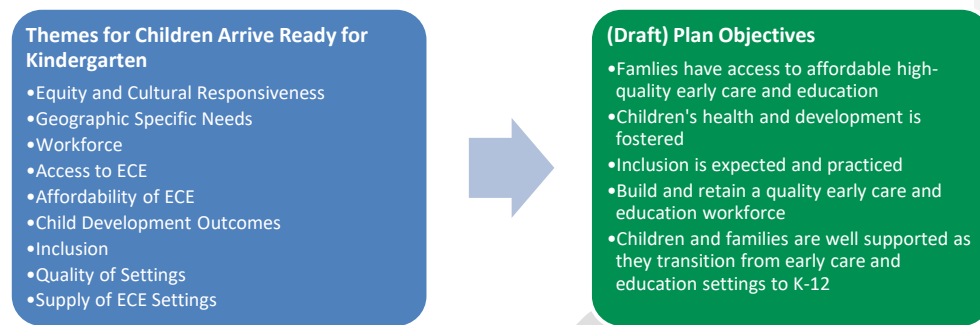 Themes for Children Arrive Ready for
Kindergarten
•Equity and Cultural Responsiveness
•Geographic Specific Needs
•Workforce
•Access to ECE
•Affordability of ECE
•Child Development Outcomes
•Inclusion
•Quality of Settings
•Supply of ECE Settings
(Draft) Plan Objectives
•Famlies have access to affordable high-
quality early care and education
•Children's health and development is
fostered
•Inclusion is expected and practiced
•Build and retain a quality early care and
education workforce
•Children and families are well supported as
they transition from early care and
education settings to K-12